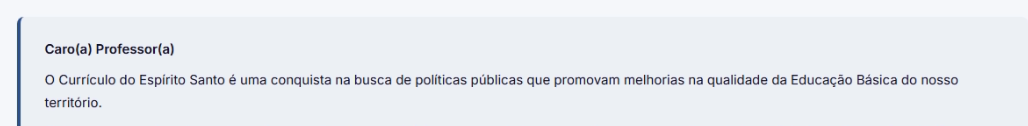 Caro(a) Professor(a)
O Currículo do Espírito Santo é uma conquista na busca de políticas públicas que promovam melhorias na qualidade da Educação Básica do nosso
território.